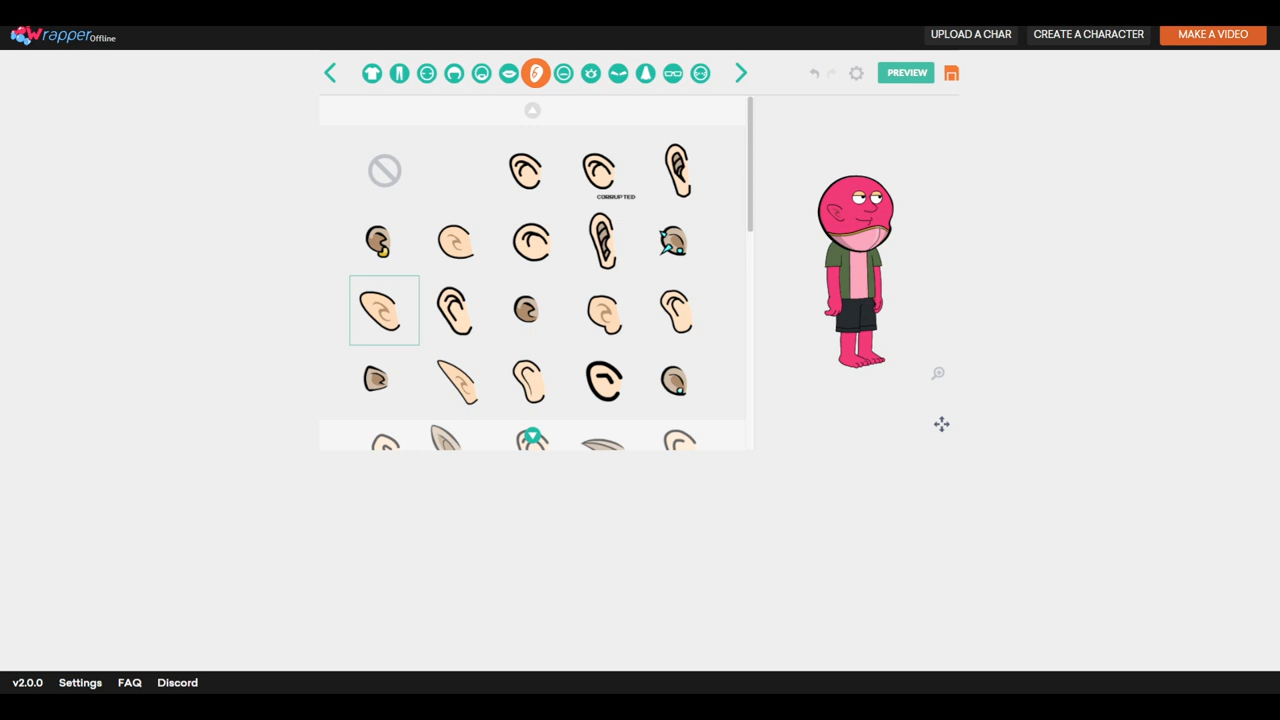 Wrapper Offline
UPLOAD A CHAR
CREATE A CHARACTER
MAKE A VIDEO
PREVIEW
CORRUPTED
v2.0.0
Settings
FAQ
Discord